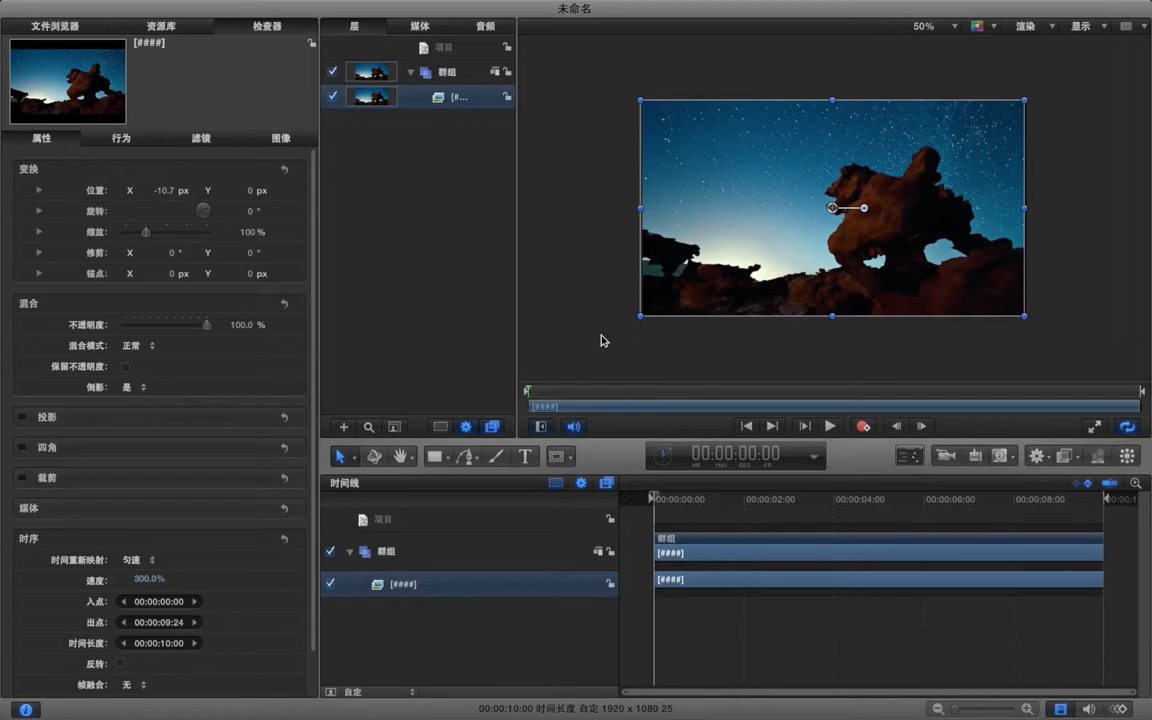 未命名
文件浏览器 资源库 检查器
层 媒体 音频
50% 渲染 显示
[####]
项目
群组
[#...
属性 行为 滤镜 图像
变换
位置: X -10.7 px Y 0 px
旋转: 0 °
缩放: 100 %
修剪: X 0 ° Y 0 °
锚点: X 0 px Y 0 px
混合
不透明度: 100.0 %
混合模式: 正常
保留不透明度:
倒影: 是
投影
四角
裁剪
媒体
时序
时间重新映射: 匀速
速度: 300.0%
入点: 00:00:00:00
出点: 00:00:09:24
时间长度: 00:00:10:00
反转:
帧融合: 无
[####]
T
00:00:00:00
HR MIN SEC FR
时间线
00:00:00:00 00:00:02:00 00:00:04:00 00:00:06:00 00:00:08:00
项目
群组
[####]
群组
[####]
[####]
自定
00:00:10:00 时间长度 自定 1920 x 1080 25